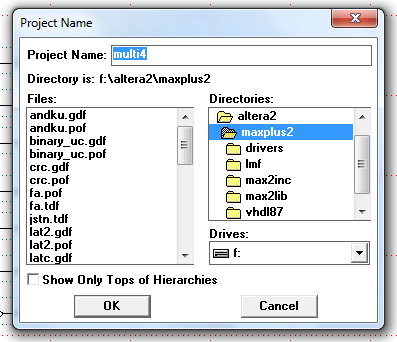 Project Name
Project Name: multi4
Directory is: f:\altera2\maxplus2
Files:
andku.gdf
andku.pof
binary_uc.gdf
binary_uc.pof
crc.gdf
crc.pof
fa.pof
fa.tdf
jstn.tdf
lat2.gdf
lat2.pof
latc.gdf
Directories:
altera2
maxplus2
drivers
lmf
max2inc
max2lib
vhdl87
Drives:
f:
Show Only Tops of Hierarchies
OK
Cancel